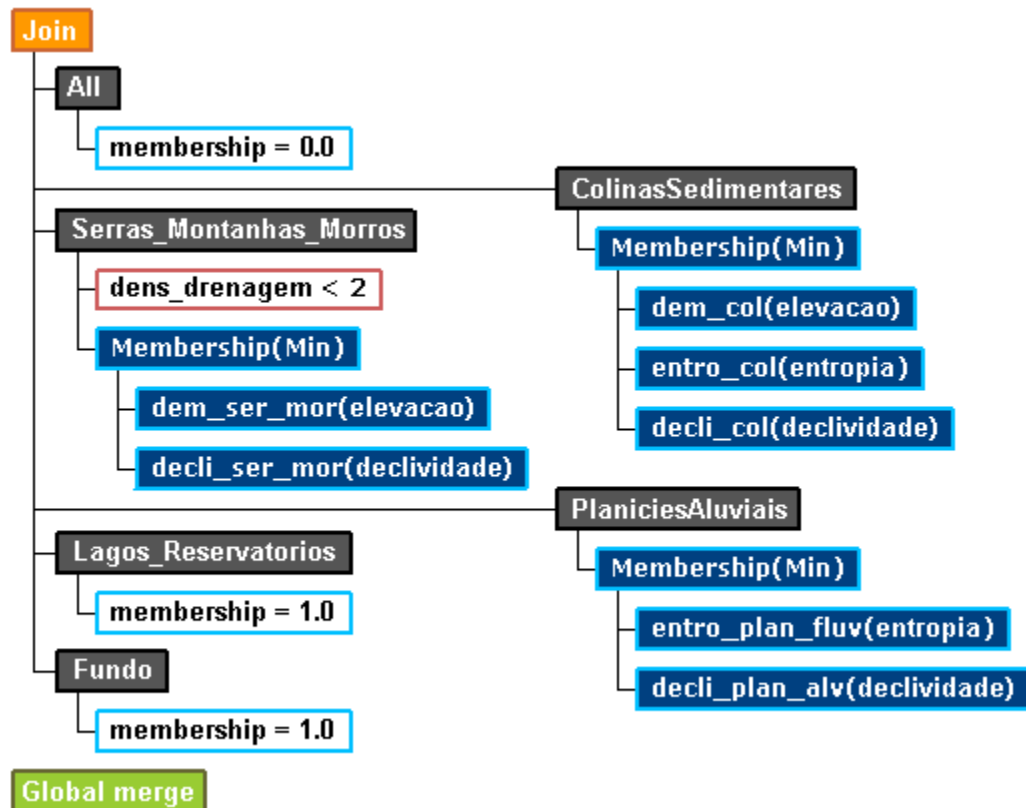 Join
All
membership = 0.0
ColinasSedimentares
Membership(Min)
dem_col(elevacao)
entro_col(entropia)
decli_col(declividade)
Serras_Montanhas_Morros
dens_drenagem < 2
Membership(Min)
dem_ser_mor(elevacao)
decli_ser_mor(declividade)
PlaniciesAluviais
Membership(Min)
entro_plan_fluv(entropia)
decli_plan_alv(declividade)
Lagos_Reservatorios
membership = 1.0
Fundo
membership = 1.0
Global merge